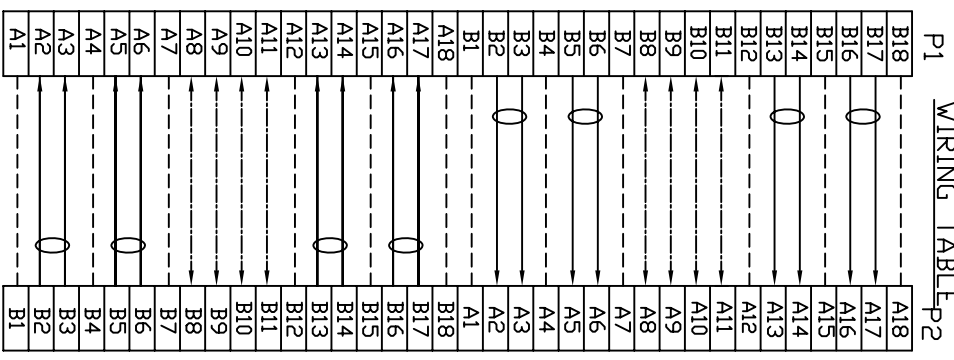 P1 WIRING TABLE P2
B18 A18
B17 A17
B16 A16
B15 A15
B14 A14
B13 A13
B12 A12
B11 A11
B10 A10
B9 A9
B8 A8
B7 A7
B6 A6
B5 A5
B4 A4
B3 A3
B2 A2
B1 A1
A18 B18
A17 B17
A16 B16
A15 B15
A14 B14
A13 B13
A12 B12
A11 B11
A10 B10
A9 B9
A8 B8
A7 B7
A6 B6
A5 B5
A4 B4
A3 B3
A2 B2
A1 B1